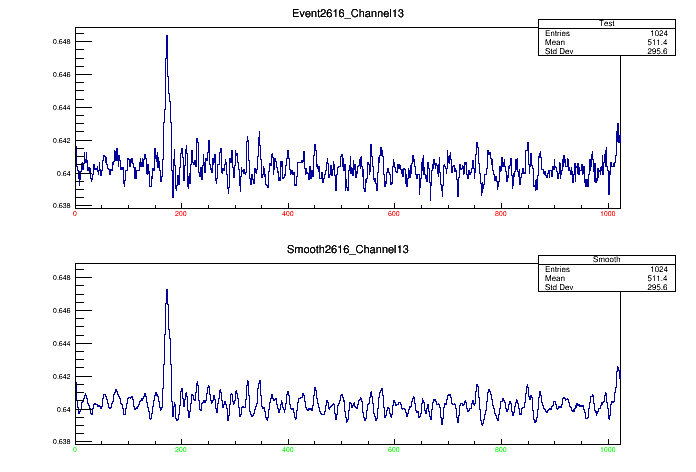 Event2616_Channel13
Test
Entries 1024
Mean 511.4
Std Dev 295.6
0.648
0.646
0.644
0.642
0.64
0.638
0 200 400 600 800 1000
Smooth2616_Channel13
Smooth
Entries 1024
Mean 511.4
Std Dev 295.6
0.648
0.646
0.644
0.642
0.64
0.638
0 200 400 600 800 1000